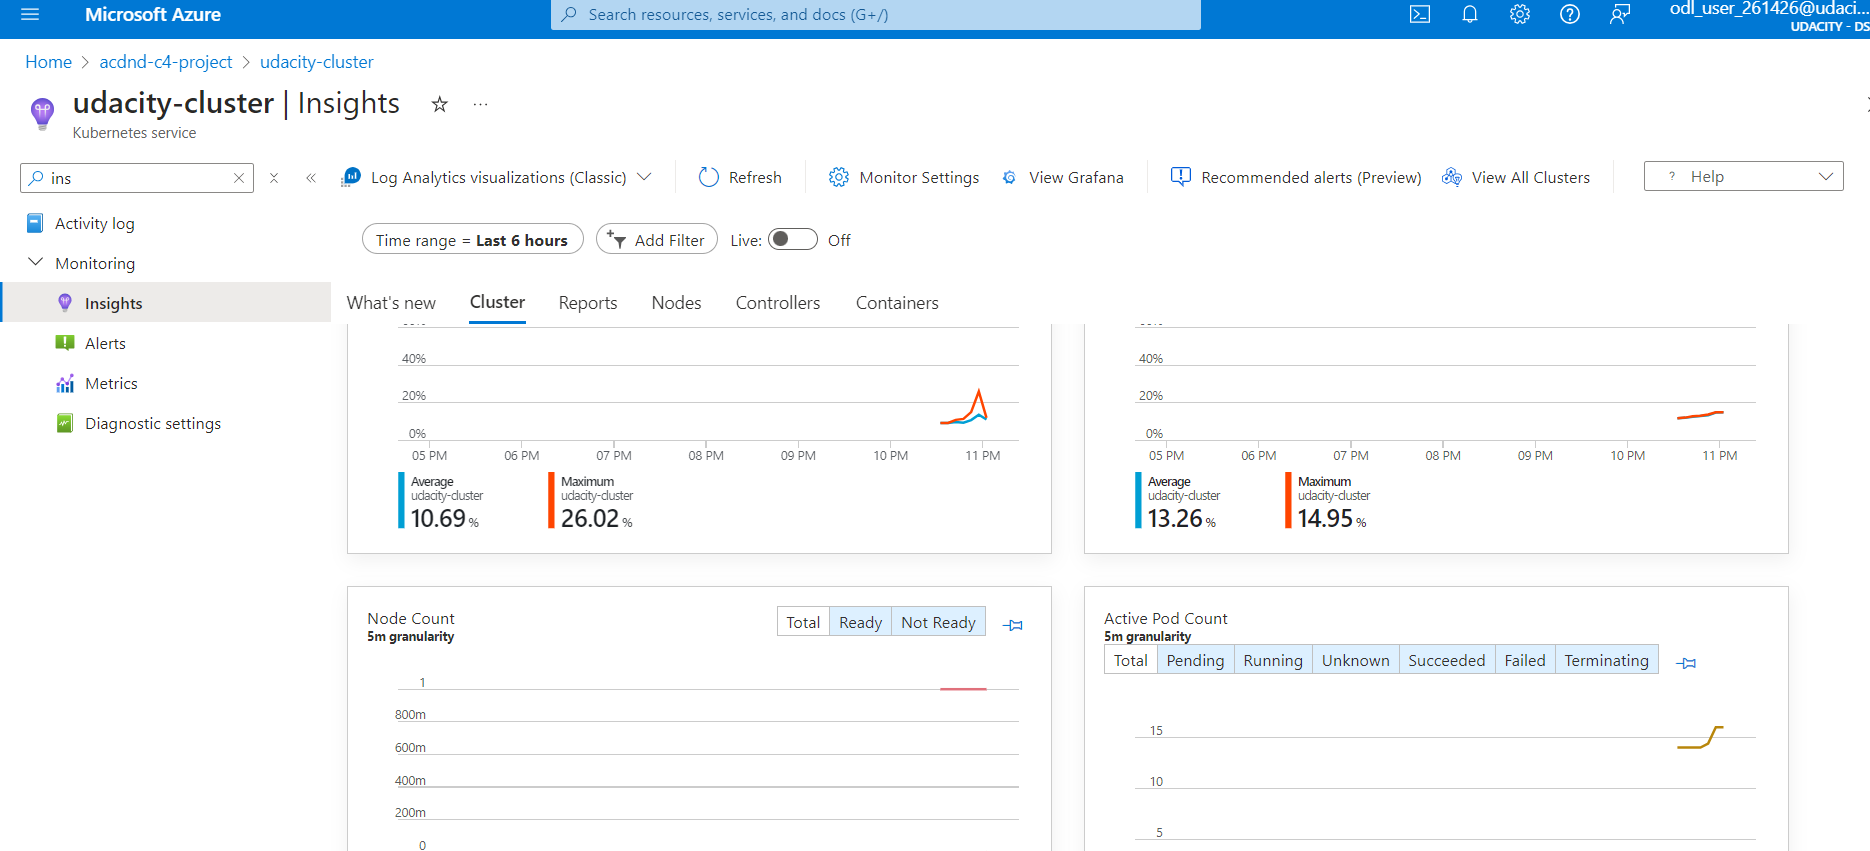 Microsoft Azure
Search resources, services, and docs (G+/)
odl_user_261426@udaci...
UDACITY - DS
Home > acdnd-c4-project > udacity-cluster
udacity-cluster | Insights
Kubernetes service
ins
Log Analytics visualizations (Classic)
Refresh
Monitor Settings
View Grafana
Recommended alerts (Preview)
View All Clusters
? Help
Activity log
Monitoring
Insights
Alerts
Metrics
Diagnostic settings
Time range = Last 6 hours
Add Filter
Live: Off
What's new Cluster Reports Nodes Controllers Containers
40%
20%
0%
05 PM 06 PM 07 PM 08 PM 09 PM 10 PM 11 PM
Average
udacity-cluster
10.69 %
Maximum
udacity-cluster
26.02 %
40%
20%
0%
05 PM 06 PM 07 PM 08 PM 09 PM 10 PM 11 PM
Average
udacity-cluster
13.26 %
Maximum
udacity-cluster
14.95 %
Node Count
5m granularity
Total Ready Not Ready
1
800m
600m
400m
200m
0
Active Pod Count
5m granularity
Total Pending Running Unknown Succeeded Failed Terminating
15
10
5